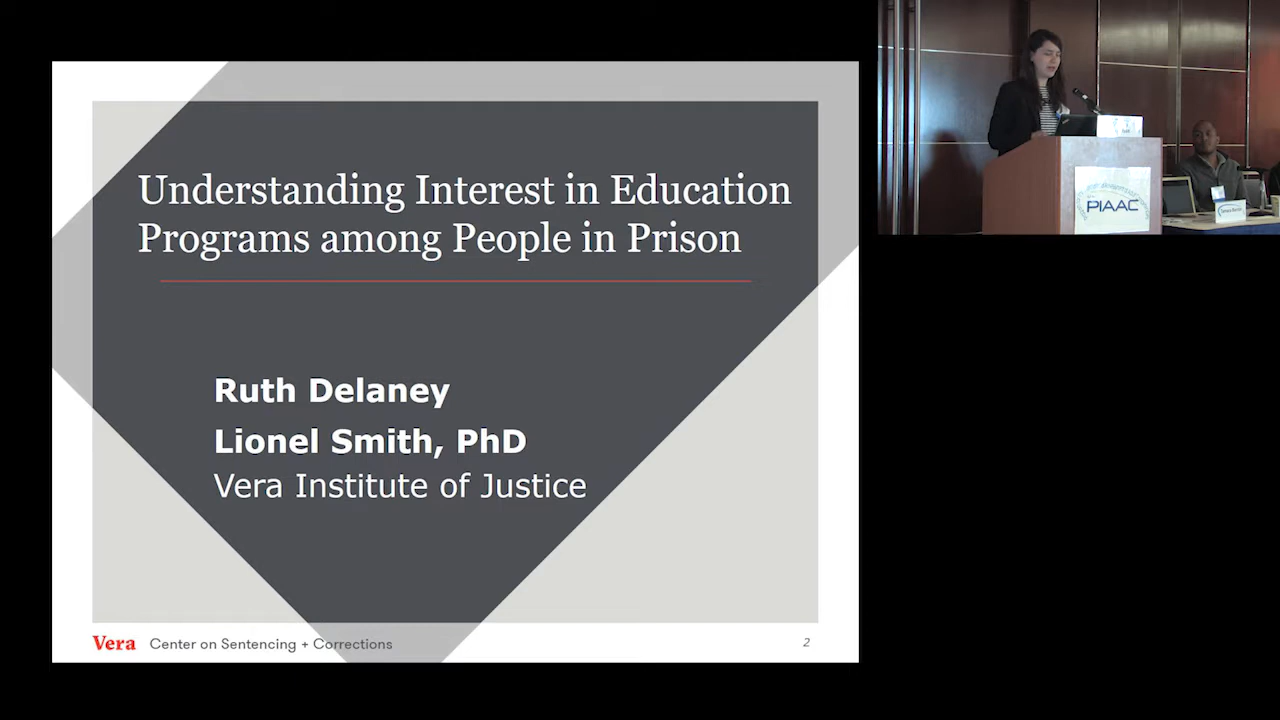 Understanding Interest in Education
Programs among People in Prison
Ruth Delaney
Lionel Smith, PhD
Vera Institute of Justice
Vera Center on Sentencing + Corrections
2
PIAAC